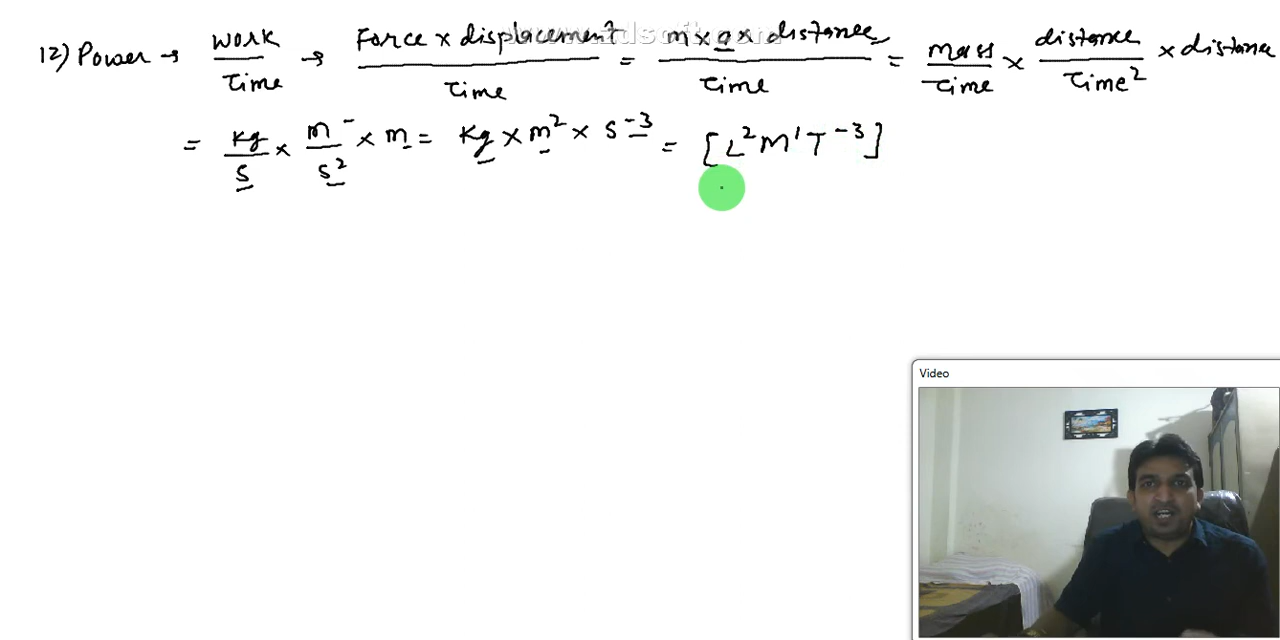 12) Power → Work / Time → Force × displacement / Time = m × a × distance / Time = mass / Time × distance / Time² × distance
= kg / s × m / s² × m = kg × m² × s⁻³ = [L²M¹T⁻³]
Video